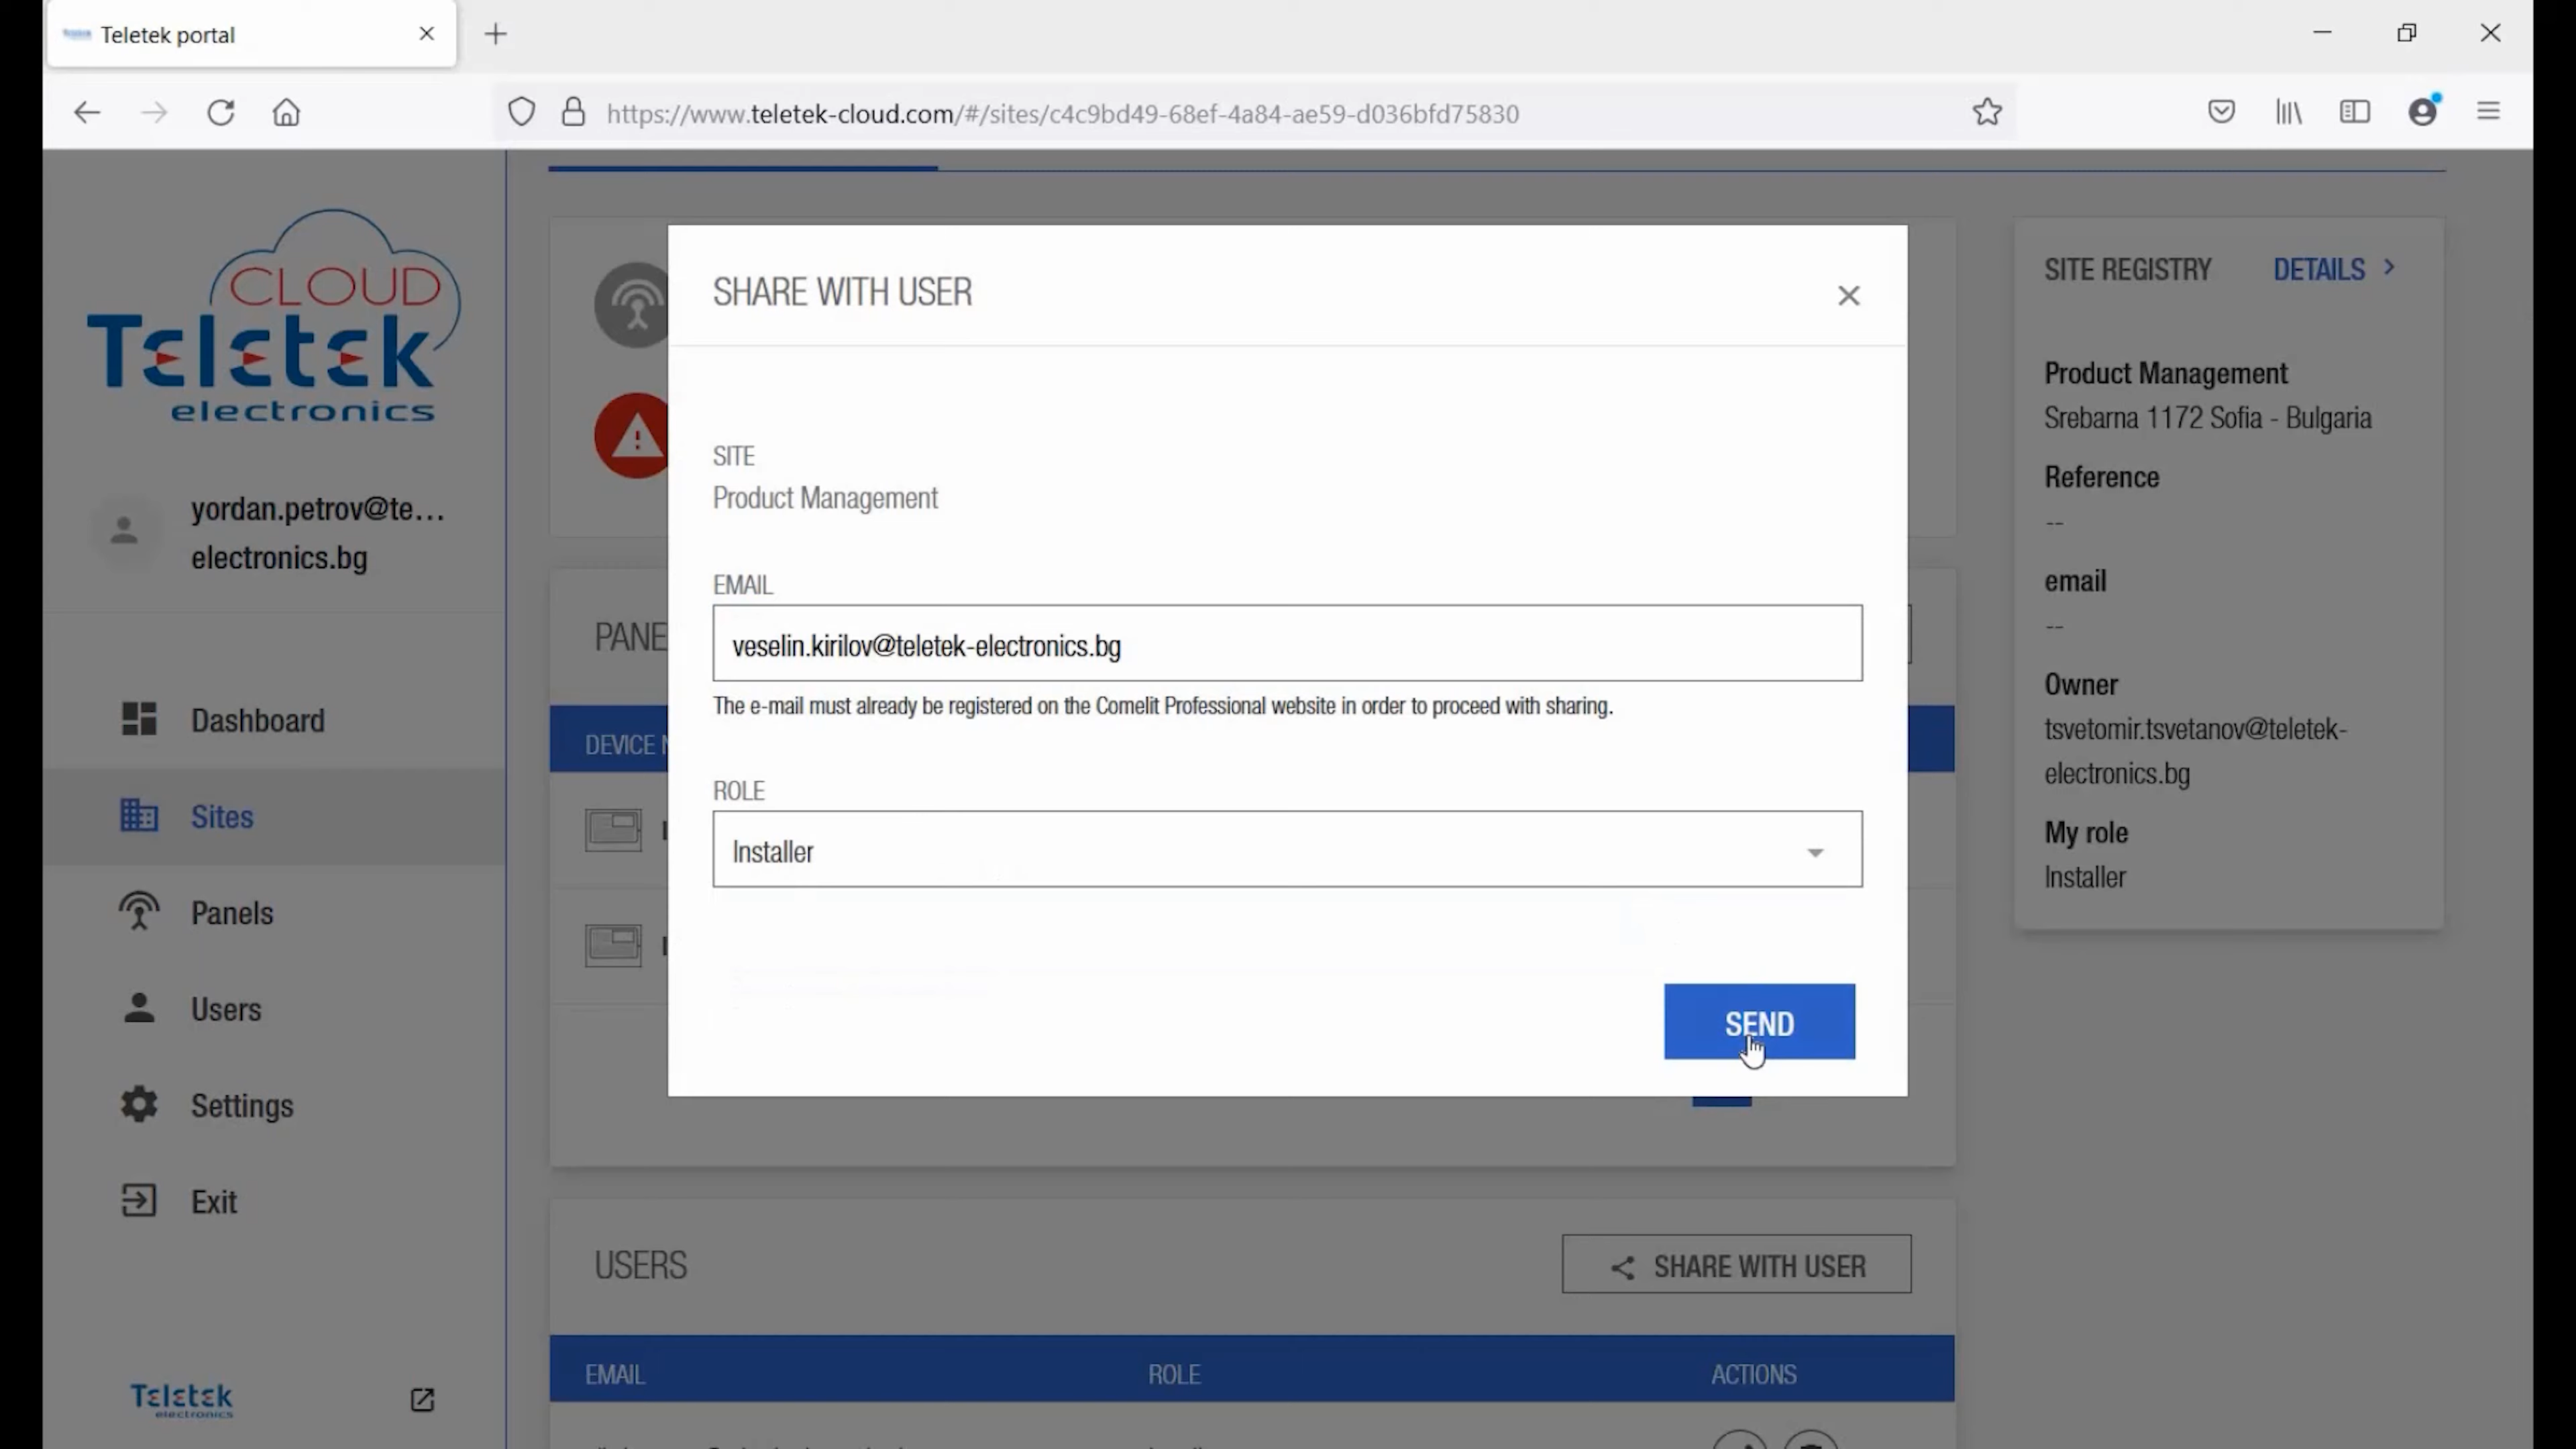 Teletek portal
https://www.teletek-cloud.com/#/sites/c4c9bd49-68ef-4a84-ae59-d036bfd75830
CLOUD
Teletek
electronics
yordan.petrov@te...
electronics.bg
Dashboard
Sites
Panels
Users
Settings
Exit
Teletek
electronics
SHARE WITH USER
SITE
Product Management
EMAIL
veselin.kirilov@teletek-electronics.bg
The e-mail must already be registered on the Comelit Professional website in order to proceed with sharing.
ROLE
Installer
SEND
PANE
DEVICE N
USERS
SHARE WITH USER
EMAIL ROLE ACTIONS
SITE REGISTRY DETAILS
Product Management
Srebarna 1172 Sofia - Bulgaria
Reference
--
email
--
Owner
tsvetomir.tsvetanov@teletek-
electronics.bg
My role
Installer